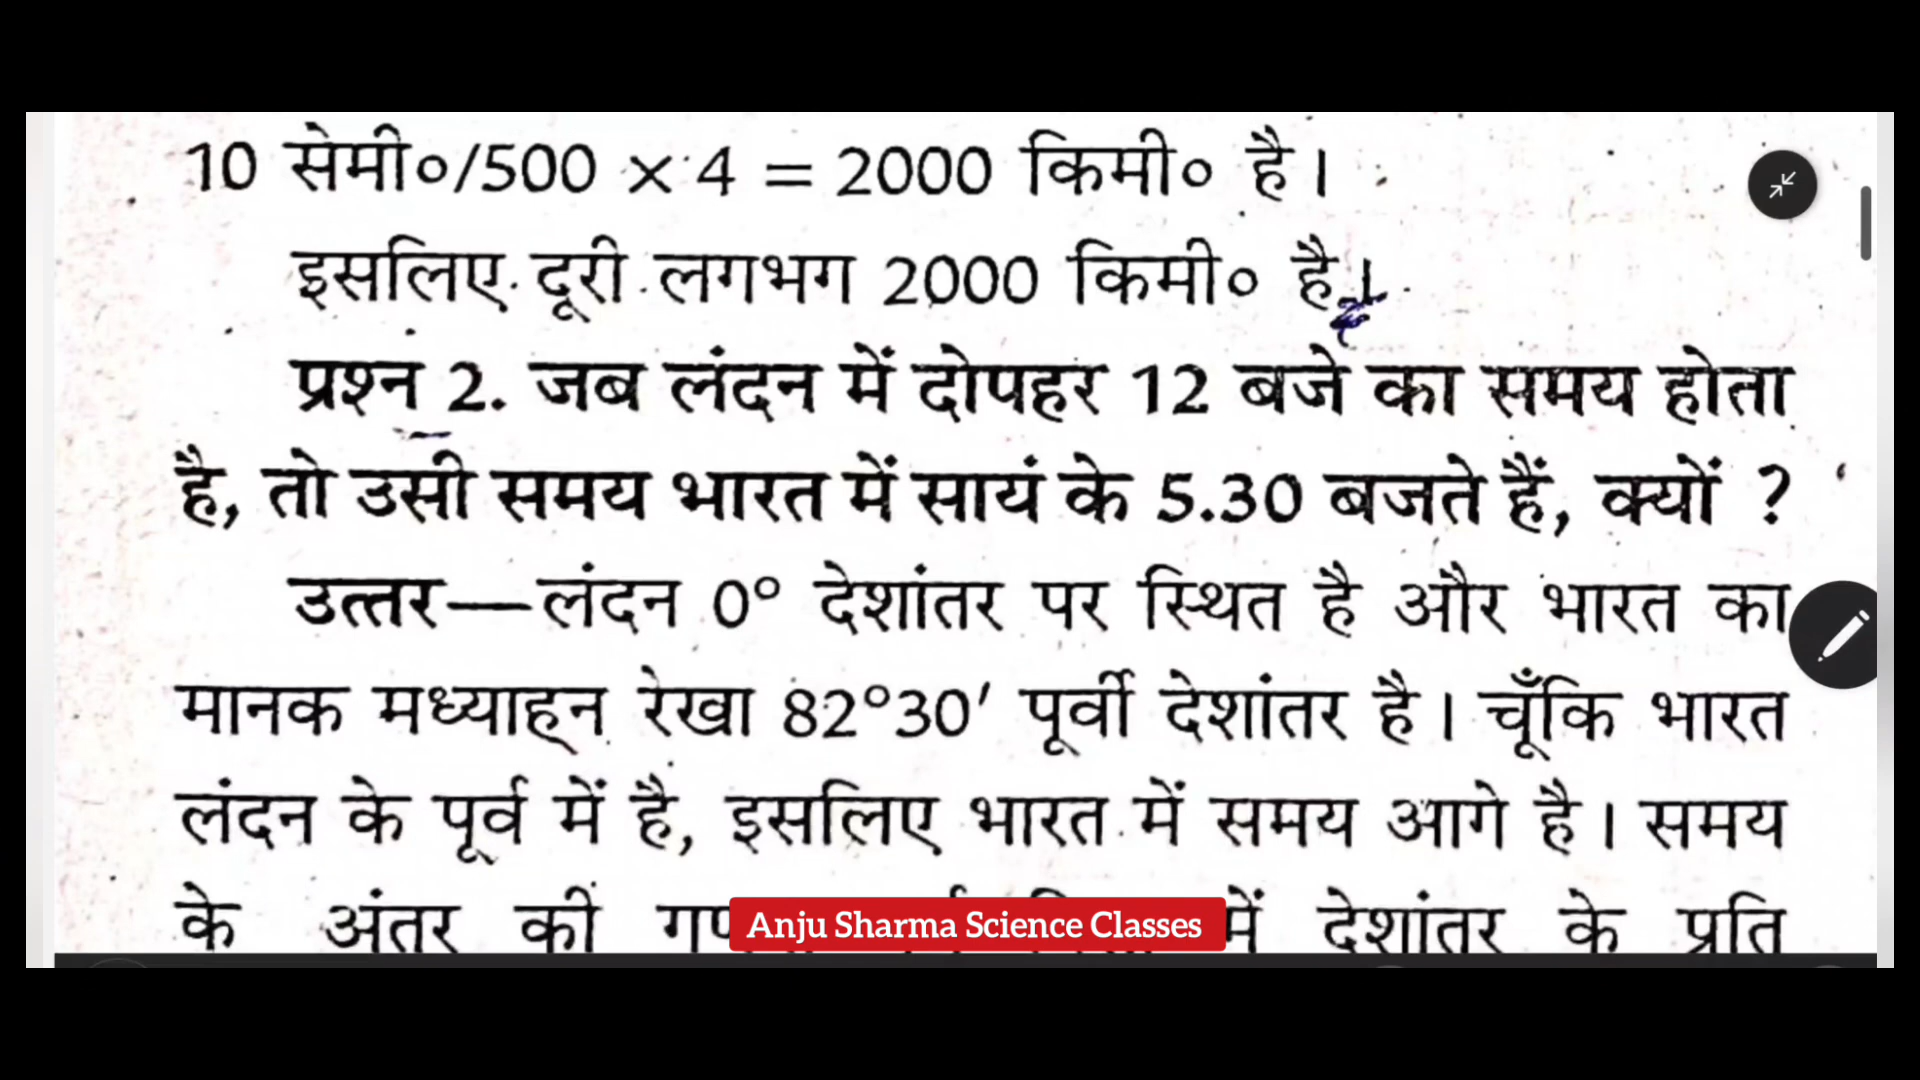 10 सेमी०/500 × 4 = 2000 किमी० है।
इसलिए दूरी लगभग 2000 किमी० है।
प्रश्न 2. जब लंदन में दोपहर 12 बजे का समय होता
है, तो उसी समय भारत में सायं के 5.30 बजते हैं, क्यों ?
उत्तर—लंदन 0° देशांतर पर स्थित है और भारत का
मानक मध्याह्न रेखा 82°30′ पूर्वी देशांतर है। चूँकि भारत
लंदन के पूर्व में है, इसलिए भारत में समय आगे है। समय
के अंतर की में देशांतर के प्रति
Anju Sharma Science Classes